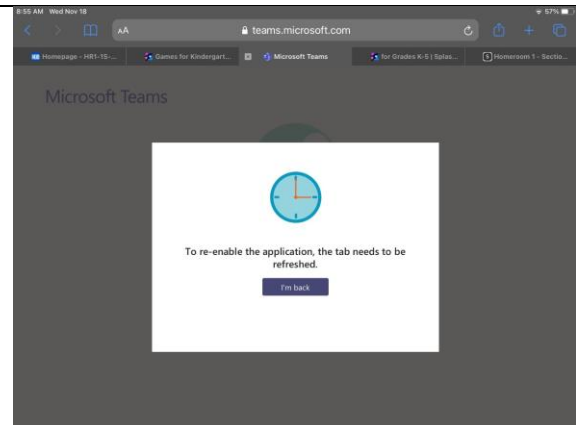 8:55 AM Wed Nov 18
57%
AA
teams.microsoft.com
Homepage - HR1-15-...
Games for Kindergart...
Microsoft Teams
for Grades K-5 | Splas...
S Homeroom 1 - Sectio...
Microsoft Teams
To re-enable the application, the tab needs to be
refreshed.
I'm back